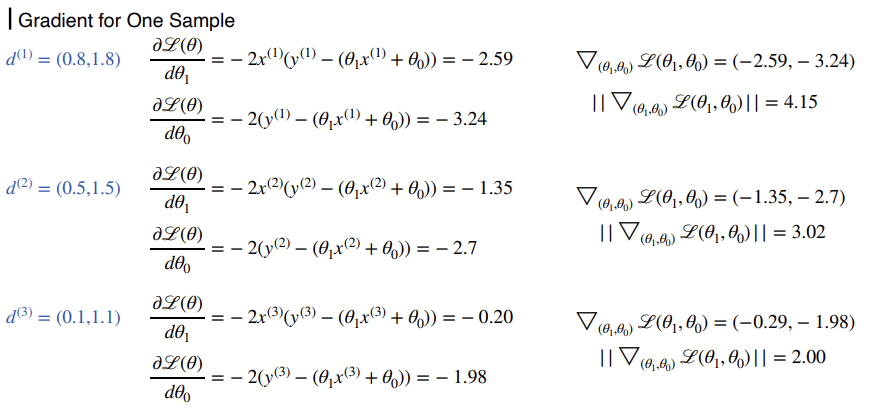 Gradient for One Sample
d⁽¹⁾ = (0.8,1.8)
∂ℒ(θ)/dθ₁ = − 2x⁽¹⁾(y⁽¹⁾ − (θ₁x⁽¹⁾ + θ₀)) = − 2.59
∂ℒ(θ)/dθ₀ = − 2(y⁽¹⁾ − (θ₁x⁽¹⁾ + θ₀)) = − 3.24
▽(θ₁,θ₀) ℒ(θ₁, θ₀) = (−2.59, − 3.24)
|| ▽(θ₁,θ₀) ℒ(θ₁, θ₀)|| = 4.15
d⁽²⁾ = (0.5,1.5)
∂ℒ(θ)/dθ₁ = − 2x⁽²⁾(y⁽²⁾ − (θ₁x⁽²⁾ + θ₀)) = − 1.35
∂ℒ(θ)/dθ₀ = − 2(y⁽²⁾ − (θ₁x⁽²⁾ + θ₀)) = − 2.7
▽(θ₁,θ₀) ℒ(θ₁, θ₀) = (−1.35, − 2.7)
|| ▽(θ₁,θ₀) ℒ(θ₁, θ₀)|| = 3.02
d⁽³⁾ = (0.1,1.1)
∂ℒ(θ)/dθ₁ = − 2x⁽³⁾(y⁽³⁾ − (θ₁x⁽³⁾ + θ₀)) = − 0.20
∂ℒ(θ)/dθ₀ = − 2(y⁽³⁾ − (θ₁x⁽³⁾ + θ₀)) = − 1.98
▽(θ₁,θ₀) ℒ(θ₁, θ₀) = (−0.29, − 1.98)
|| ▽(θ₁,θ₀) ℒ(θ₁, θ₀)|| = 2.00